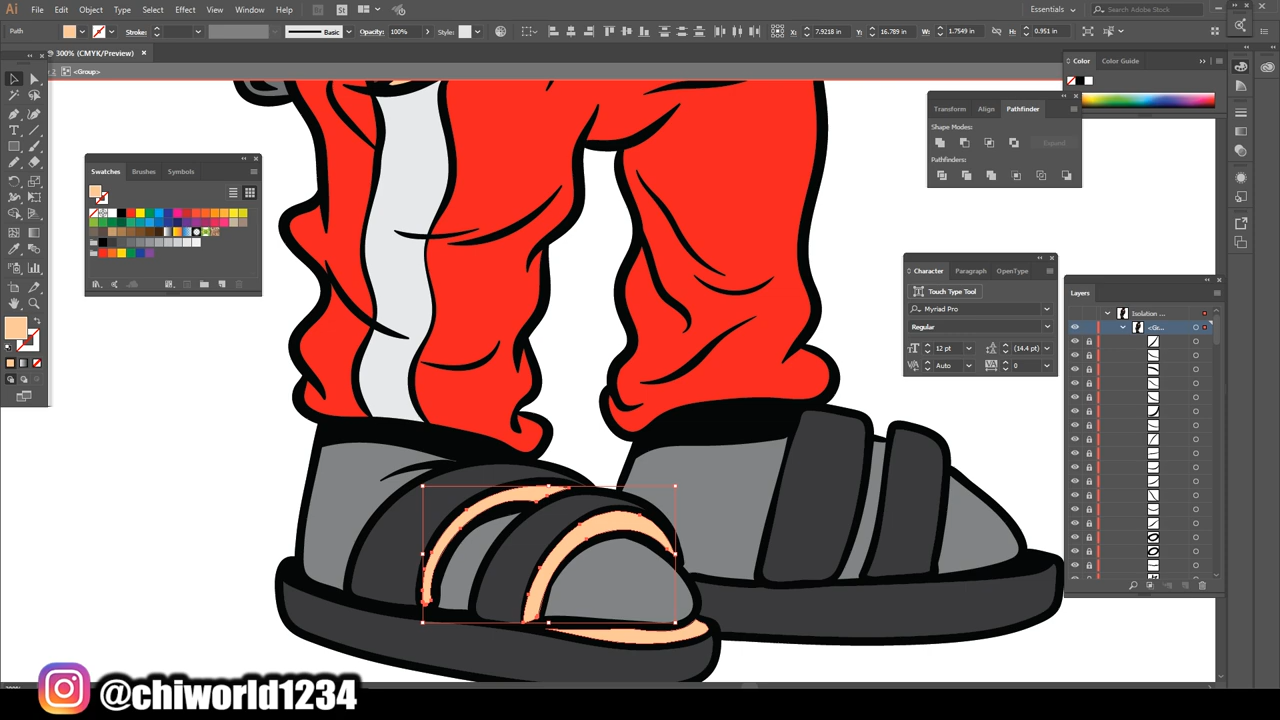 Ai File Edit Object Type Select Effect View Window Help Br St Essentials Search Adobe Stock
Path Stroke: Basic Opacity: 100% Style: X: 7.9218 in Y: 16.789 in W: 1.7549 in H: 0.951 in
300% (CMYK/Preview) ×
<Group>
Color Color Guide
Transform Align Pathfinder
Shape Modes:
Expand
Pathfinders:
Swatches Brushes Symbols
Character Paragraph OpenType
Touch Type Tool
Myriad Pro
Regular
12 pt (14.4 pt)
Auto 0
Layers
Isolation ...
<Gr...
@chiworld1234